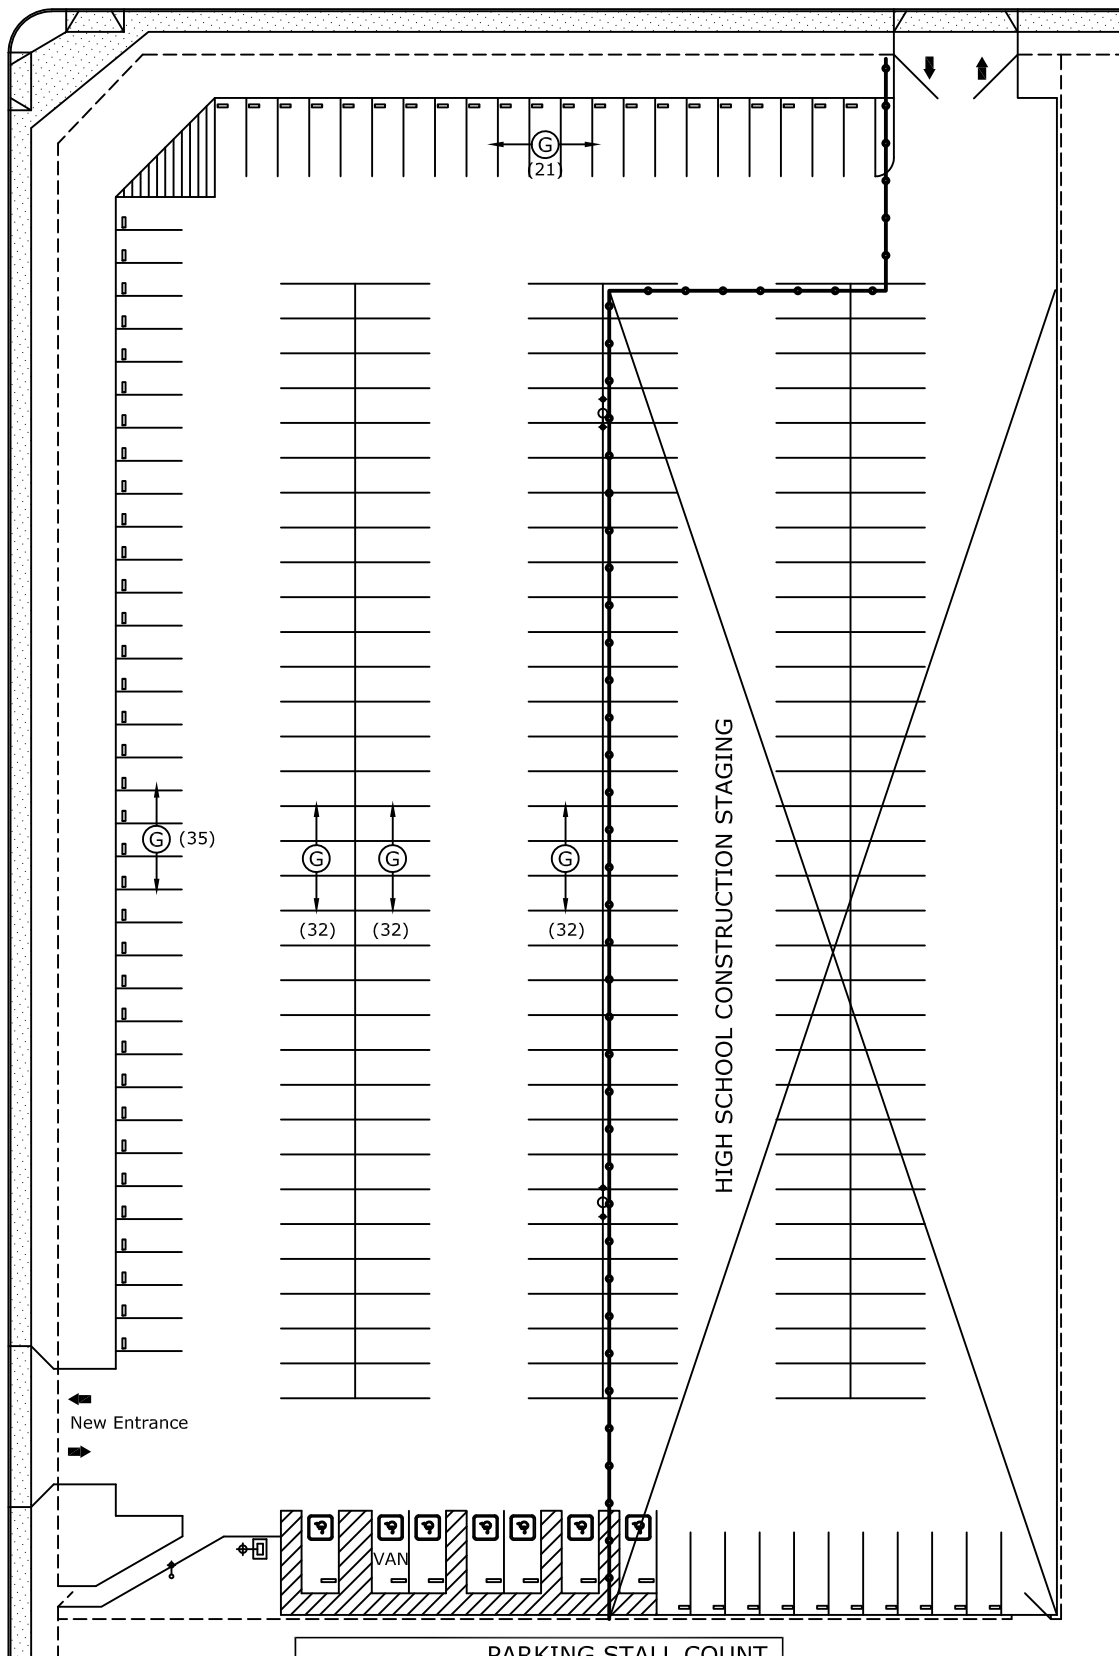 G
(21)
G (35)
G
G
G
(32)
(32)
(32)
HIGH SCHOOL CONSTRUCTION STAGING
New Entrance
VAN
PARKING STALL COUNT